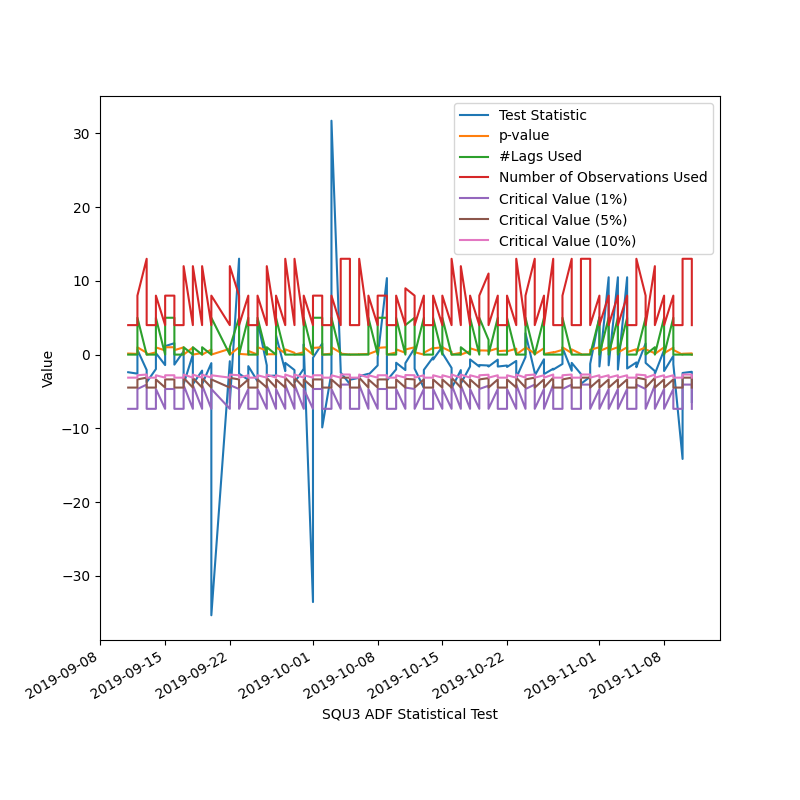 Test Statistic
p-value
#Lags Used
Number of Observations Used
Critical Value (1%)
Critical Value (5%)
Critical Value (10%)
30
20
10
0
−10
−20
−30
Value
2019-09-08
2019-09-15
2019-09-22
2019-10-01
2019-10-08
2019-10-15
2019-10-22
2019-11-01
2019-11-08
SQU3 ADF Statistical Test